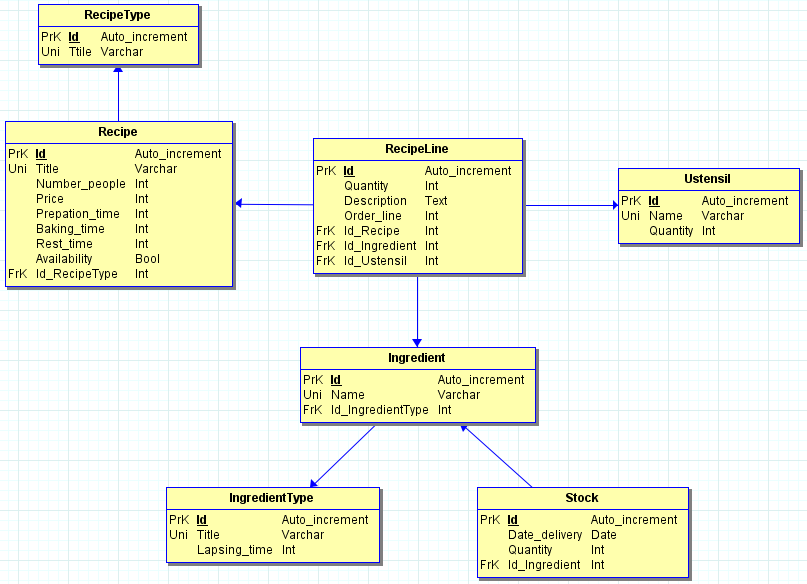 RecipeType
PrK Id Auto_increment
Uni Ttile Varchar
Recipe
PrK Id Auto_increment
Uni Title Varchar
Number_people Int
Price Int
Prepation_time Int
Baking_time Int
Rest_time Int
Availability Bool
FrK Id_RecipeType Int
RecipeLine
PrK Id Auto_increment
Quantity Int
Description Text
Order_line Int
FrK Id_Recipe Int
FrK Id_Ingredient Int
FrK Id_Ustensil Int
Ustensil
PrK Id Auto_increment
Uni Name Varchar
Quantity Int
Ingredient
PrK Id Auto_increment
Uni Name Varchar
FrK Id_IngredientType Int
IngredientType
PrK Id Auto_increment
Uni Title Varchar
Lapsing_time Int
Stock
PrK Id Auto_increment
Date_delivery Date
Quantity Int
FrK Id_Ingredient Int